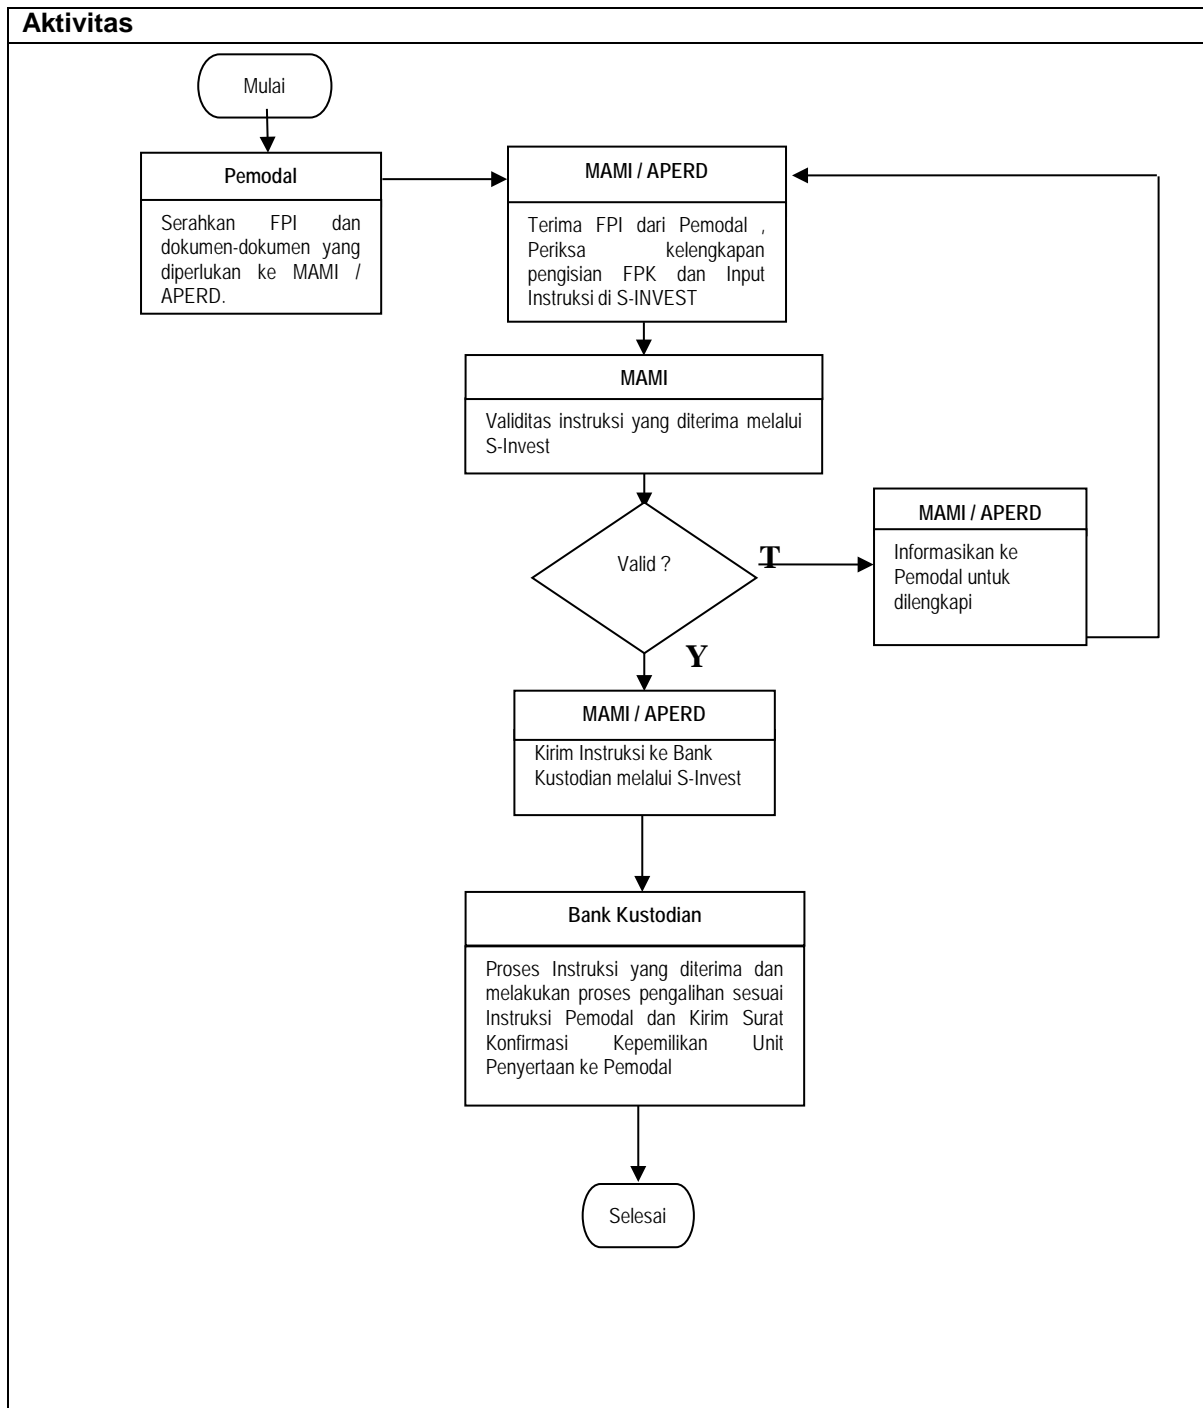 Aktivitas
Mulai
Pemodal
Serahkan FPI dan
dokumen-dokumen yang
diperlukan ke MAMI /
APERD.
MAMI / APERD
Terima FPI dari Pemodal ,
Periksa kelengkapan
pengisian FPK dan Input
Instruksi di S-INVEST
MAMI
Validitas instruksi yang diterima melalui
S-Invest
Valid ?
T
MAMI / APERD
Informasikan ke
Pemodal untuk
dilengkapi
Y
MAMI / APERD
Kirim Instruksi ke Bank
Kustodian melalui S-Invest
Bank Kustodian
Proses Instruksi yang diterima dan
melakukan proses pengalihan sesuai
Instruksi Pemodal dan Kirim Surat
Konfirmasi Kepemilikan Unit
Penyertaan ke Pemodal
Selesai